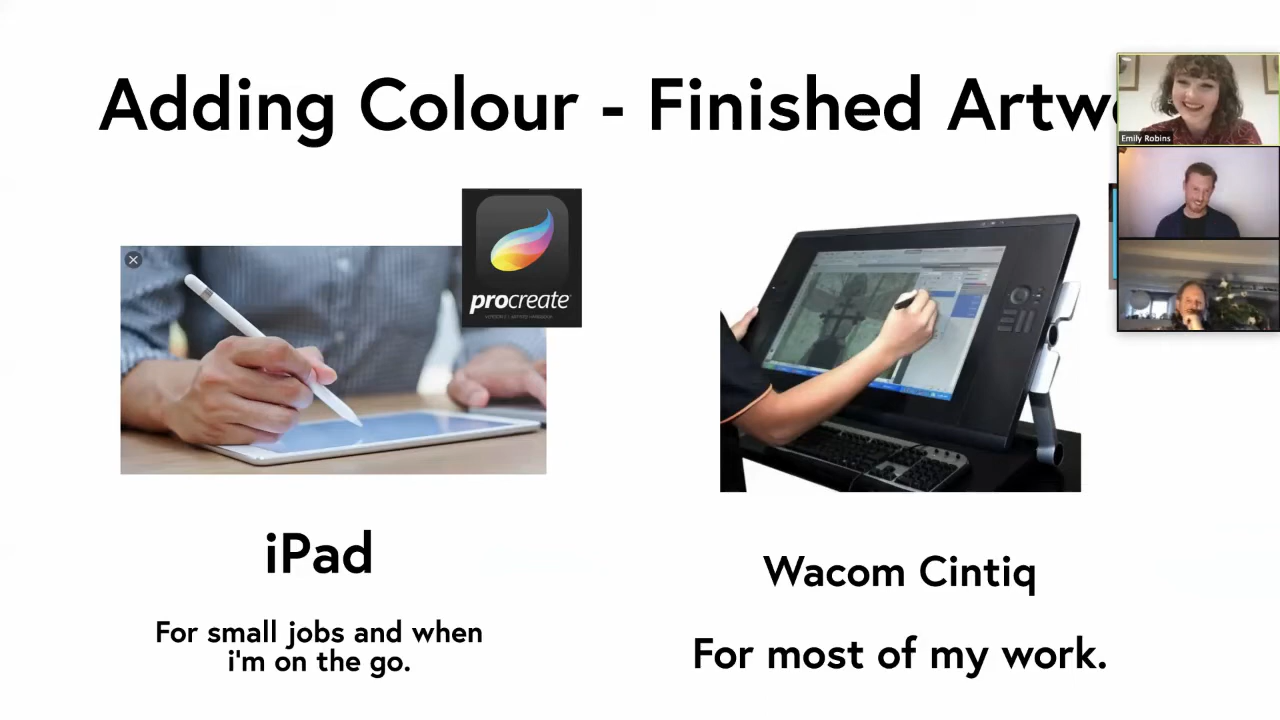 Adding Colour - Finished Artw
Emily Robins
procreate
iPad
Wacom Cintiq
For small jobs and when
i'm on the go.
For most of my work.